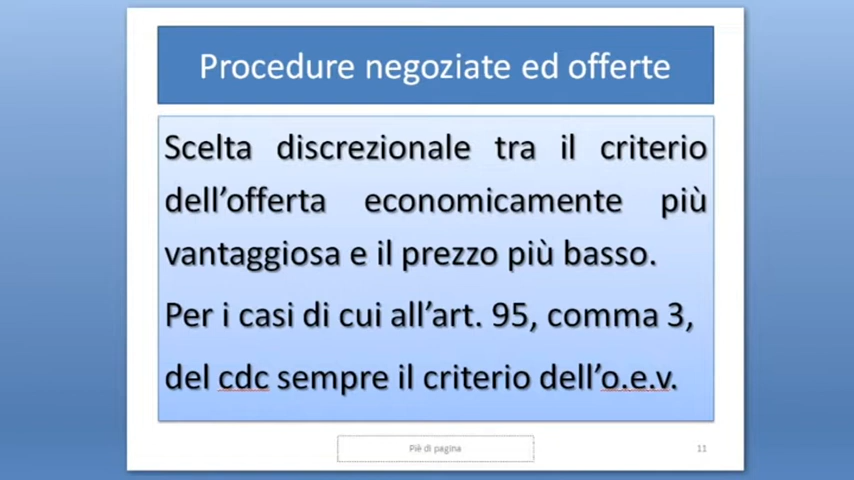 Procedure negoziate ed offerte
Scelta discrezionale tra il criterio
dell’offerta economicamente più
vantaggiosa e il prezzo più basso.
Per i casi di cui all’art. 95, comma 3,
del cdc sempre il criterio dell’o.e.v.
Piè di pagina
11